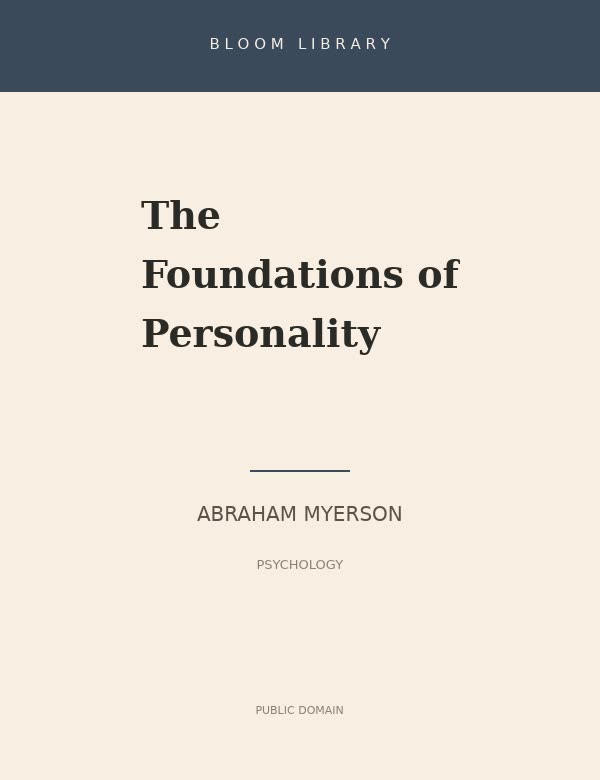 BLOOM LIBRARY
The
Foundations of
Personality
ABRAHAM MYERSON
PSYCHOLOGY
PUBLIC DOMAIN